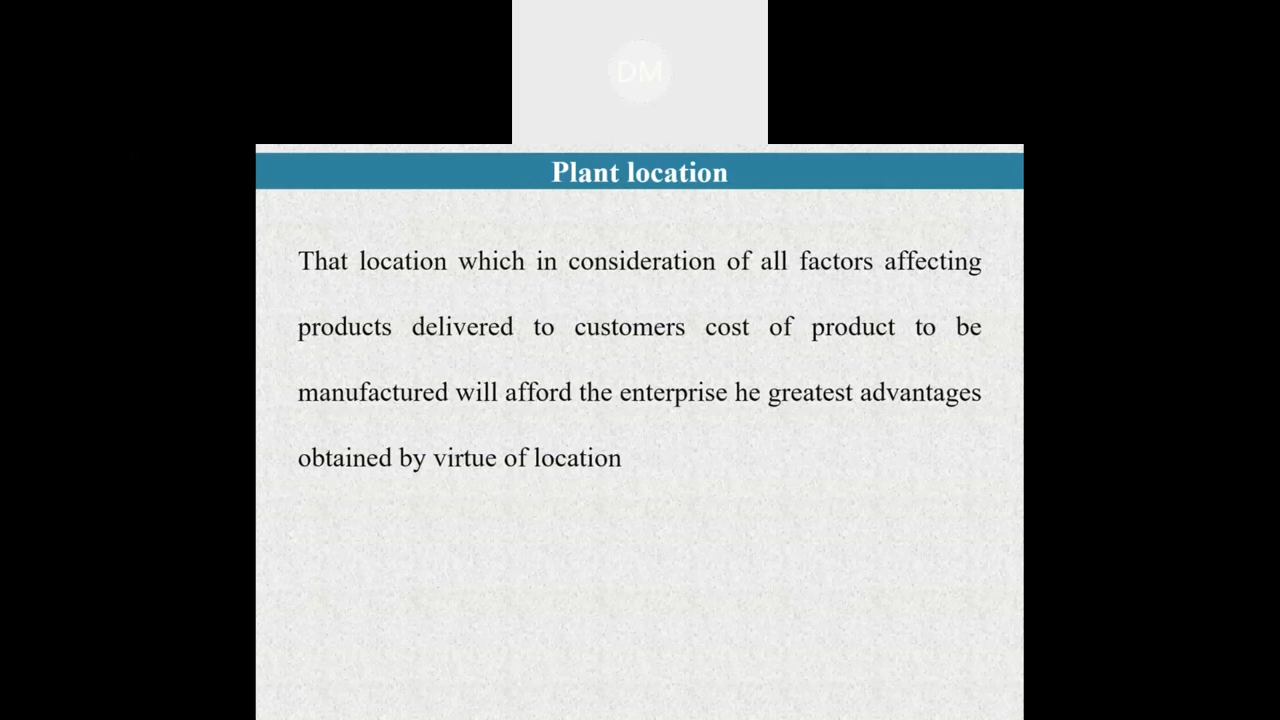 DM
Plant location
That location which in consideration of all factors affecting
products delivered to customers cost of product to be
manufactured will afford the enterprise he greatest advantages
obtained by virtue of location